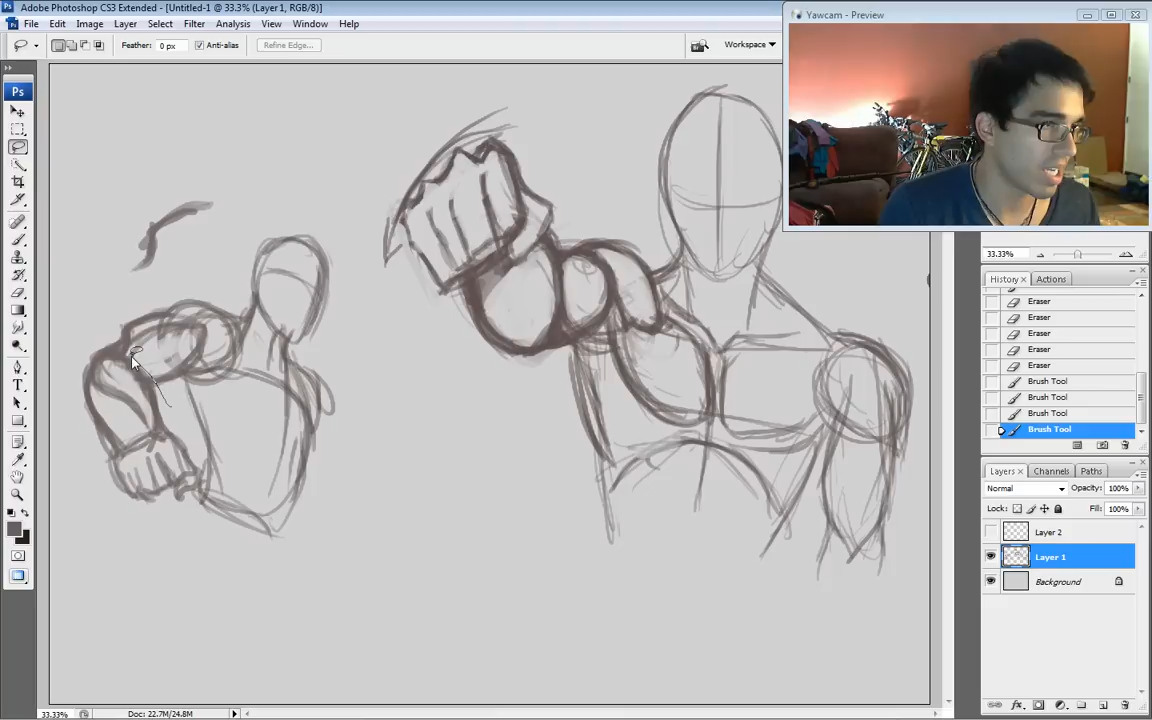 Adobe Photoshop CS3 Extended - [Untitled-1 @ 33.3% (Layer 1, RGB/8)]
File Edit Image Layer Select Filter Analysis View Window Help
Feather: 0 px Anti-alias Refine Edge... Workspace
Yawcam - Preview
Ps
T
33.33%
History Actions
Eraser
Eraser
Eraser
Eraser
Eraser
Brush Tool
Brush Tool
Brush Tool
Brush Tool
Layers Channels Paths
Normal Opacity: 100%
Lock: Fill: 100%
Layer 2
Layer 1
Background
fx
33.33% Doc: 22.7M/24.8M